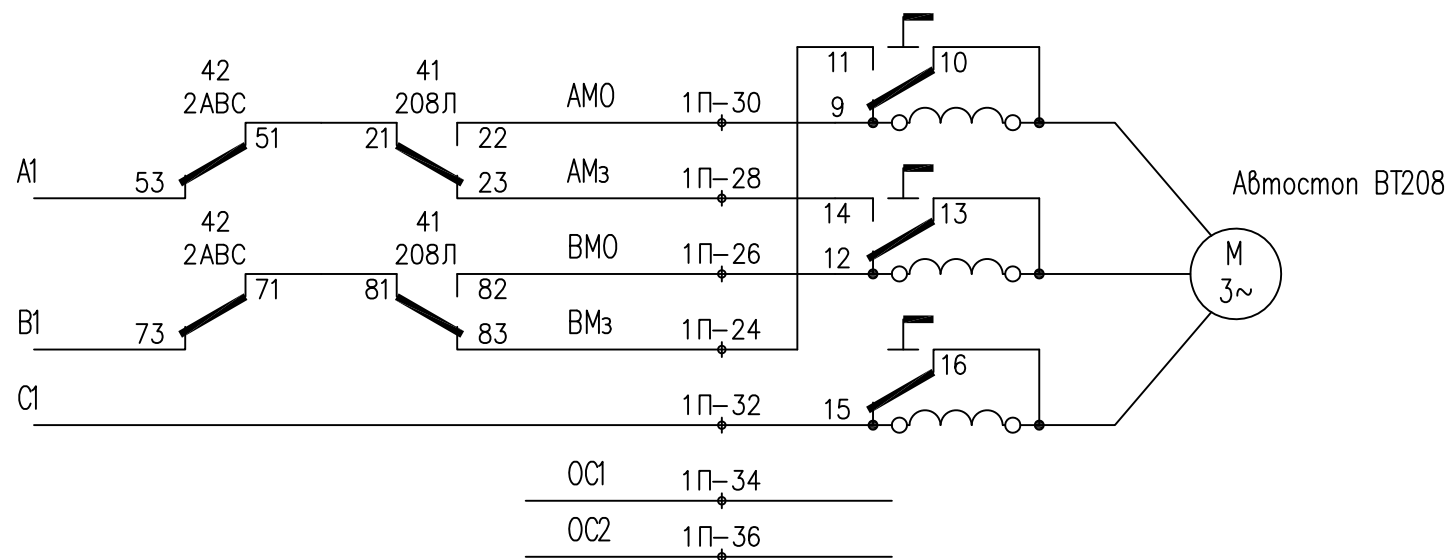 42
2АВС
41
208Л
АМО
1П-30
11
10
9
51
21
22
А1
53
23
АМз
1П-28
14
13
12
Автостоп ВТ208
42
2АВС
41
208Л
ВМО
1П-26
71
81
82
М
3~
В1
73
83
ВМз
1П-24
16
С1
1П-32
15
ОС1
1П-34
ОС2
1П-36